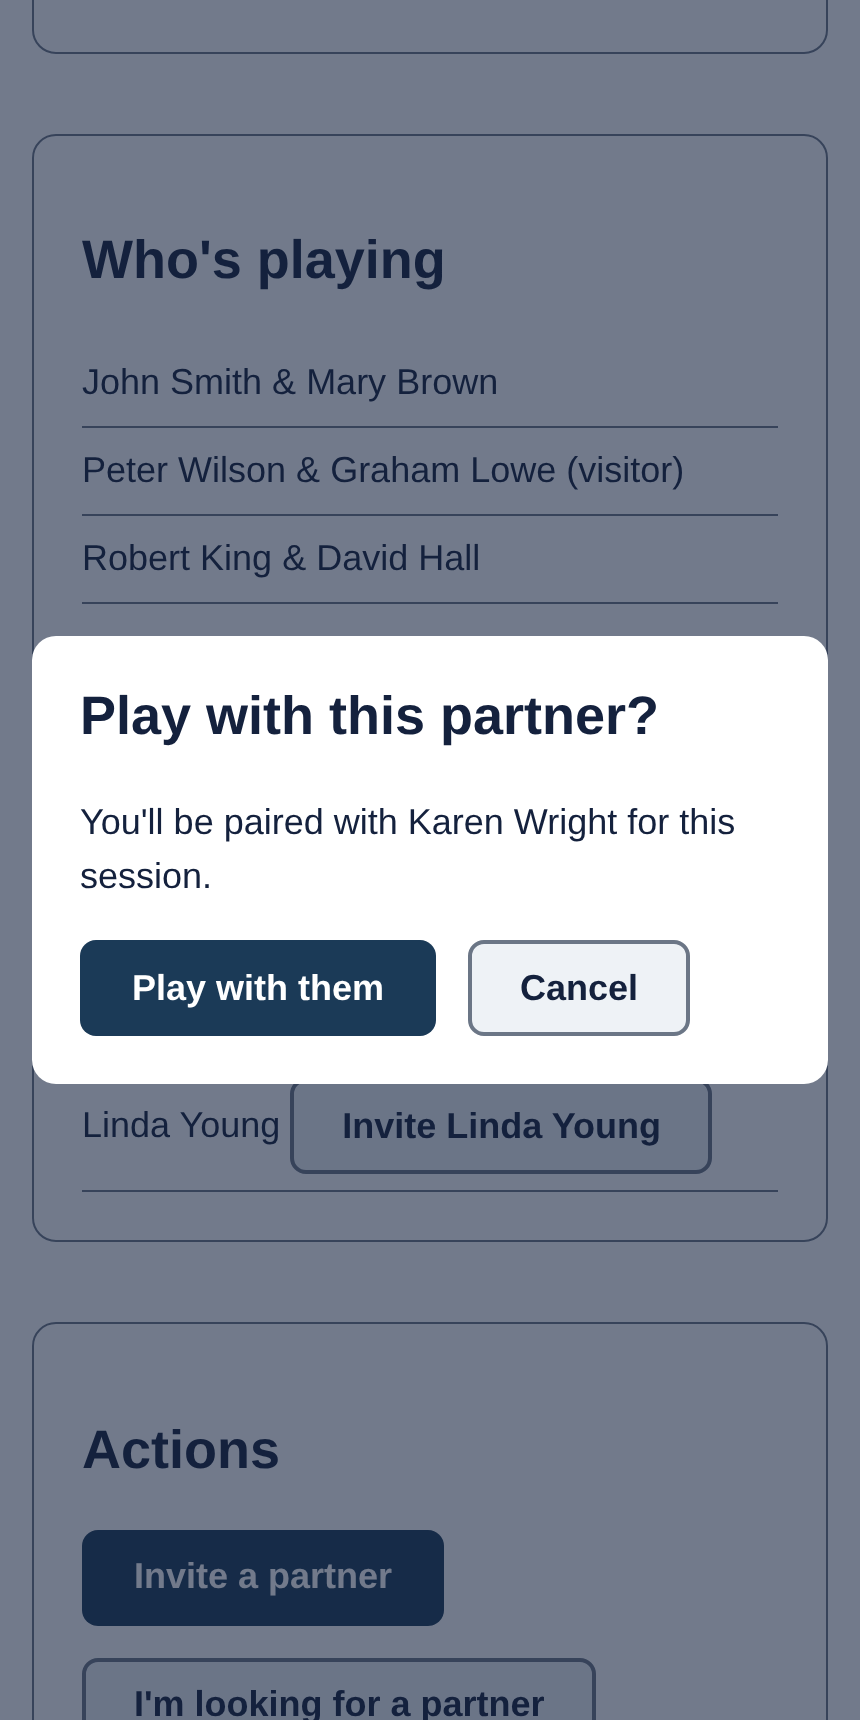 Who's playing
John Smith & Mary Brown
Peter Wilson & Graham Lowe (visitor)
Robert King & David Hall
Play with this partner?
You'll be paired with Karen Wright for this
session.
Play with them
Cancel
Linda Young
Invite Linda Young
Actions
Invite a partner
I'm looking for a partner